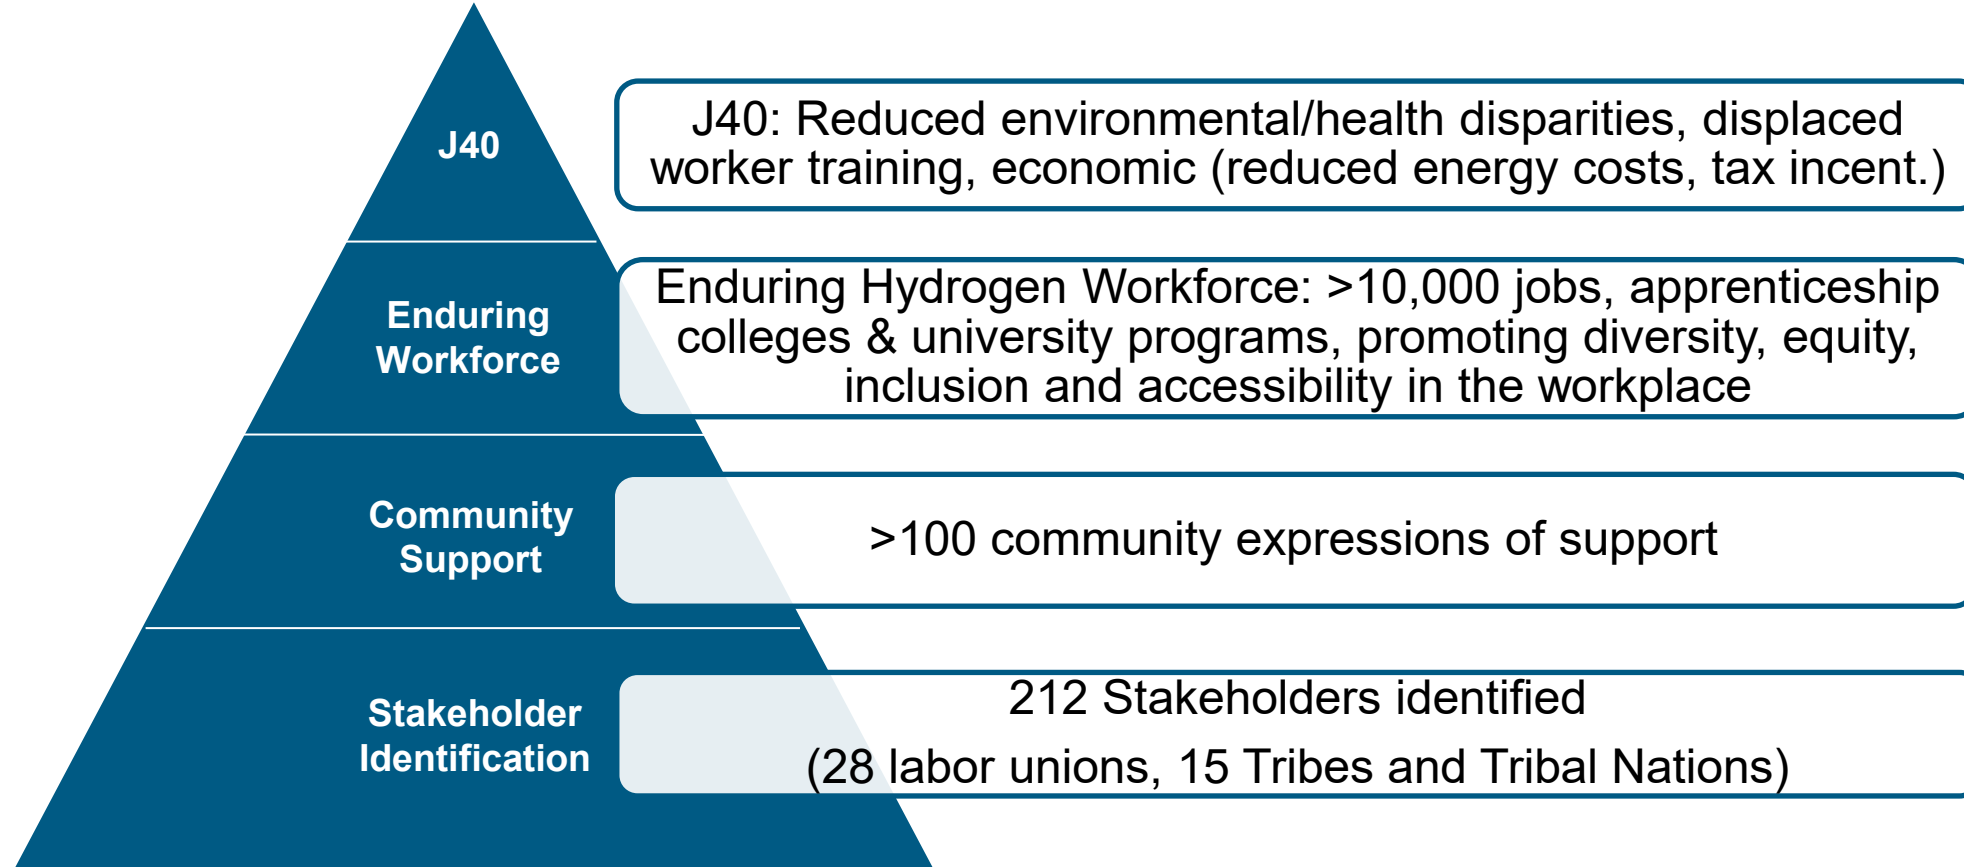 J40
J40: Reduced environmental/health disparities, displaced
worker training, economic (reduced energy costs, tax incent.)
Enduring
Workforce
Enduring Hydrogen Workforce: >10,000 jobs, apprenticeship
colleges & university programs, promoting diversity, equity,
inclusion and accessibility in the workplace
Community
Support
>100 community expressions of support
Stakeholder
Identification
212 Stakeholders identified
(28 labor unions, 15 Tribes and Tribal Nations)